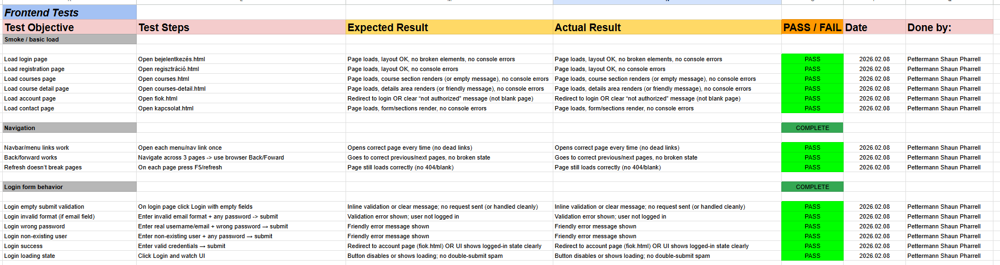 Frontend Tests
Test Objective Test Steps Expected Result Actual Result PASS / FAIL Date Done by:
Smoke / basic load
Load login page Open bejelentkezés.html Page loads, layout OK, no broken elements, no console errors Page loads, layout OK, no broken elements, no console errors PASS 2026.02.08 Pettermann Shaun Pharrell
Load registration page Open regisztráció.html Page loads, layout OK, no console errors Page loads, layout OK, no console errors PASS 2026.02.08 Pettermann Shaun Pharrell
Load courses page Open courses.html Page loads, course section renders (or empty message), no console errors Page loads, course section renders (or empty message), no console errors PASS 2026.02.08 Pettermann Shaun Pharrell
Load course detail page Open courses-detail.html Page loads, details area renders (or friendly message), no console errors Page loads, details area renders (or friendly message), no console errors PASS 2026.02.08 Pettermann Shaun Pharrell
Load account page Open fiok.html Redirect to login OR clear “not authorized” message (not blank page) Redirect to login OR clear “not authorized” message (not blank page) PASS 2026.02.08 Pettermann Shaun Pharrell
Load contact page Open kapcsolat.html Page loads, form/sections render, no console errors Page loads, form/sections render, no console errors PASS 2026.02.08 Pettermann Shaun Pharrell
Navigation COMPLETE
Navbar/menu links work Open each menu/nav link once Opens correct page every time (no dead links) Opens correct page every time (no dead links) PASS 2026.02.08 Pettermann Shaun Pharrell
Back/forward works Navigate across 3 pages -> use browser Back/Foward Goes to correct previous/next pages, no broken state Goes to correct previous/next pages, no broken state PASS 2026.02.08 Pettermann Shaun Pharrell
Refresh doesn’t break pages On each page press F5/refresh Page still loads correctly (no 404/blank) Page still loads correctly (no 404/blank) PASS 2026.02.08 Pettermann Shaun Pharrell
Login form behavior COMPLETE
Login empty submit validation On login page click Login with empty fields Inline validation or clear message; no request sent (or handled cleanly) Inline validation or clear message; no request sent (or handled cleanly) PASS 2026.02.08 Pettermann Shaun Pharrell
Login invalid format (if email field) Enter invalid email format + any password -> submit Validation error shown; user not logged in Validation error shown; user not logged in PASS 2026.02.08 Pettermann Shaun Pharrell
Login wrong password Enter real username/email + wrong password → submit Friendly error message shown Friendly error message shown PASS 2026.02.08 Pettermann Shaun Pharrell
Login non-existing user Enter non-existing user + any password → submit Friendly error message shown Friendly error message shown PASS 2026.02.08 Pettermann Shaun Pharrell
Login success Enter valid credentials → submit Redirect to account page (fiok.html) OR UI shows logged-in state clearly Redirect to account page (fiok.html) OR UI shows logged-in state clearly PASS 2026.02.08 Pettermann Shaun Pharrell
Login loading state Click Login and watch UI Button disables or shows loading; no double-submit spam Button disables or shows loading; no double-submit spam PASS 2026.02.08 Pettermann Shaun Pharrell